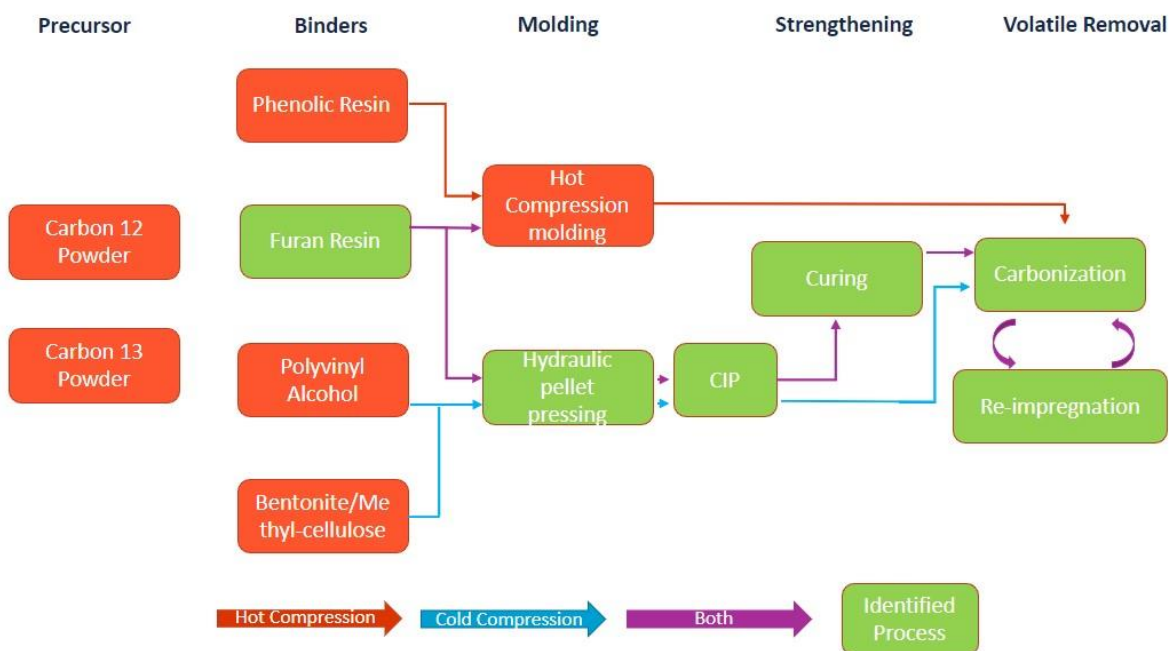 Precursor
Binders
Molding
Strengthening
Volatile Removal
Phenolic Resin
Hot
Compression
molding
Carbon 12
Powder
Furan Resin
Curing
Carbonization
Carbon 13
Powder
Polyvinyl
Alcohol
Hydraulic
pellet
pressing
CIP
Re-impregnation
Bentonite/Me
thyl-cellulose
Hot Compression
Cold Compression
Both
Identified
Process